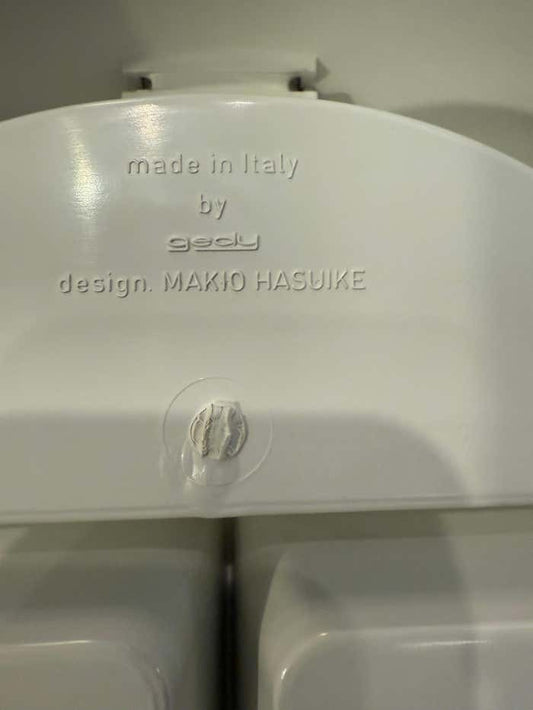 made in Italy
by
gedy
design. MAKIO HASUIKE